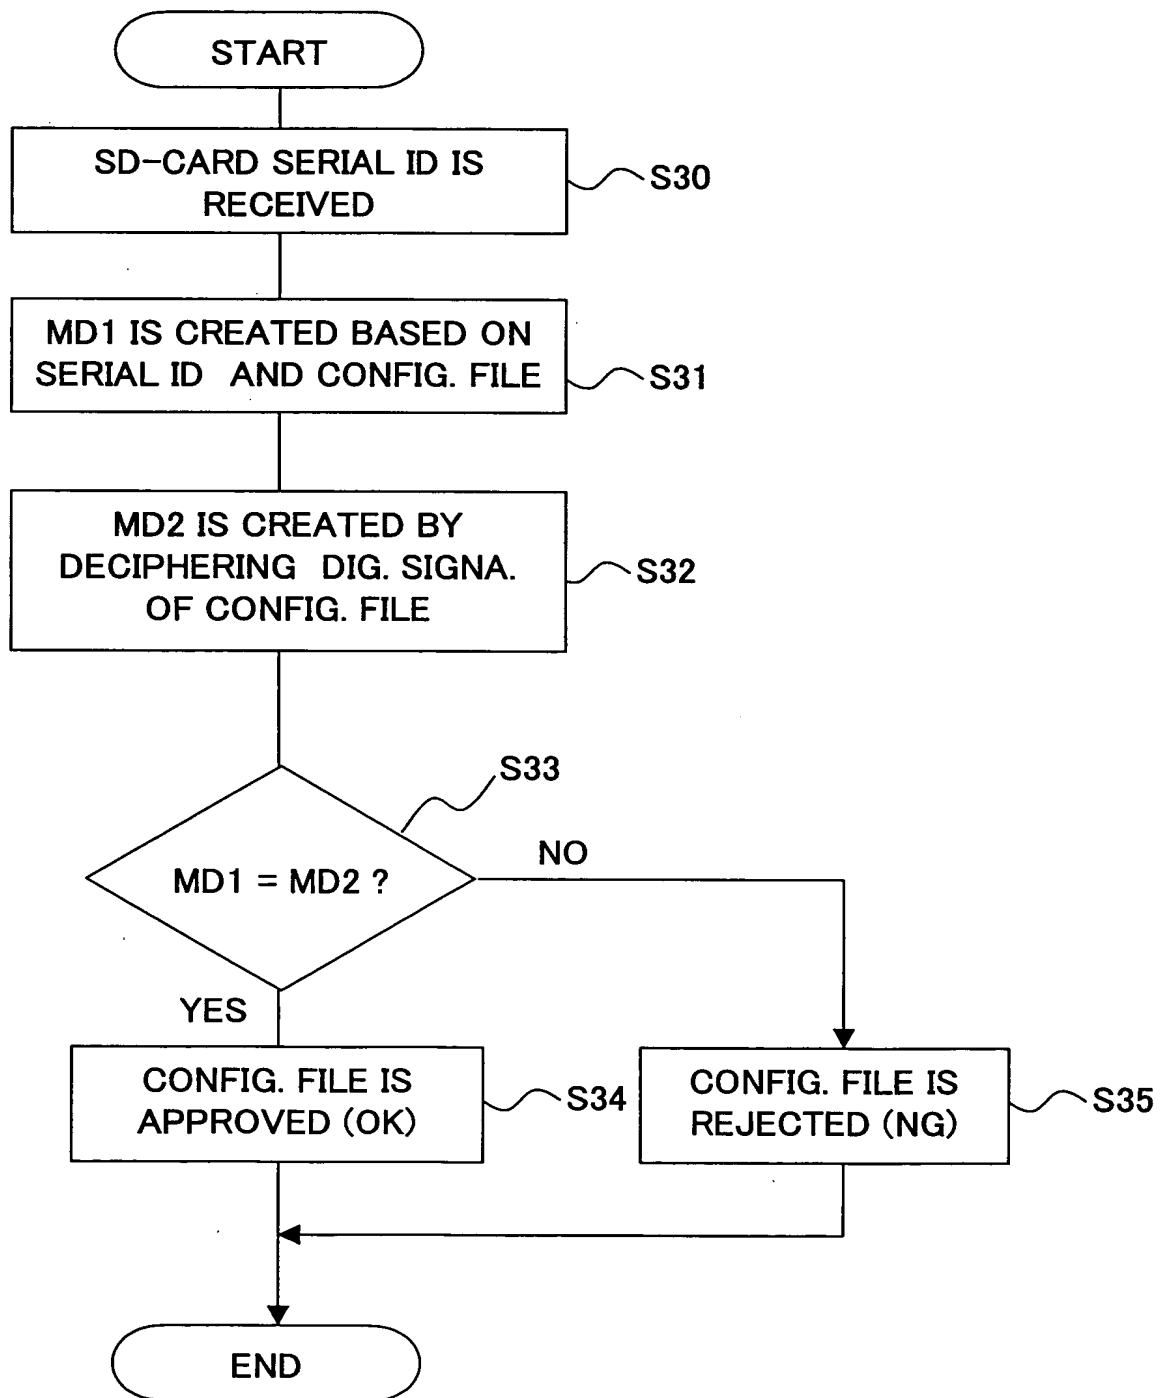 START
SD-CARD SERIAL ID IS
RECEIVED
S30
MD1 IS CREATED BASED ON
SERIAL ID AND CONFIG. FILE
S31
MD2 IS CREATED BY
DECIPHERING DIG. SIGNA.
OF CONFIG. FILE
S32
S33
MD1 = MD2 ?
NO
YES
CONFIG. FILE IS
APPROVED (OK)
S34
CONFIG. FILE IS
REJECTED (NG)
S35
END